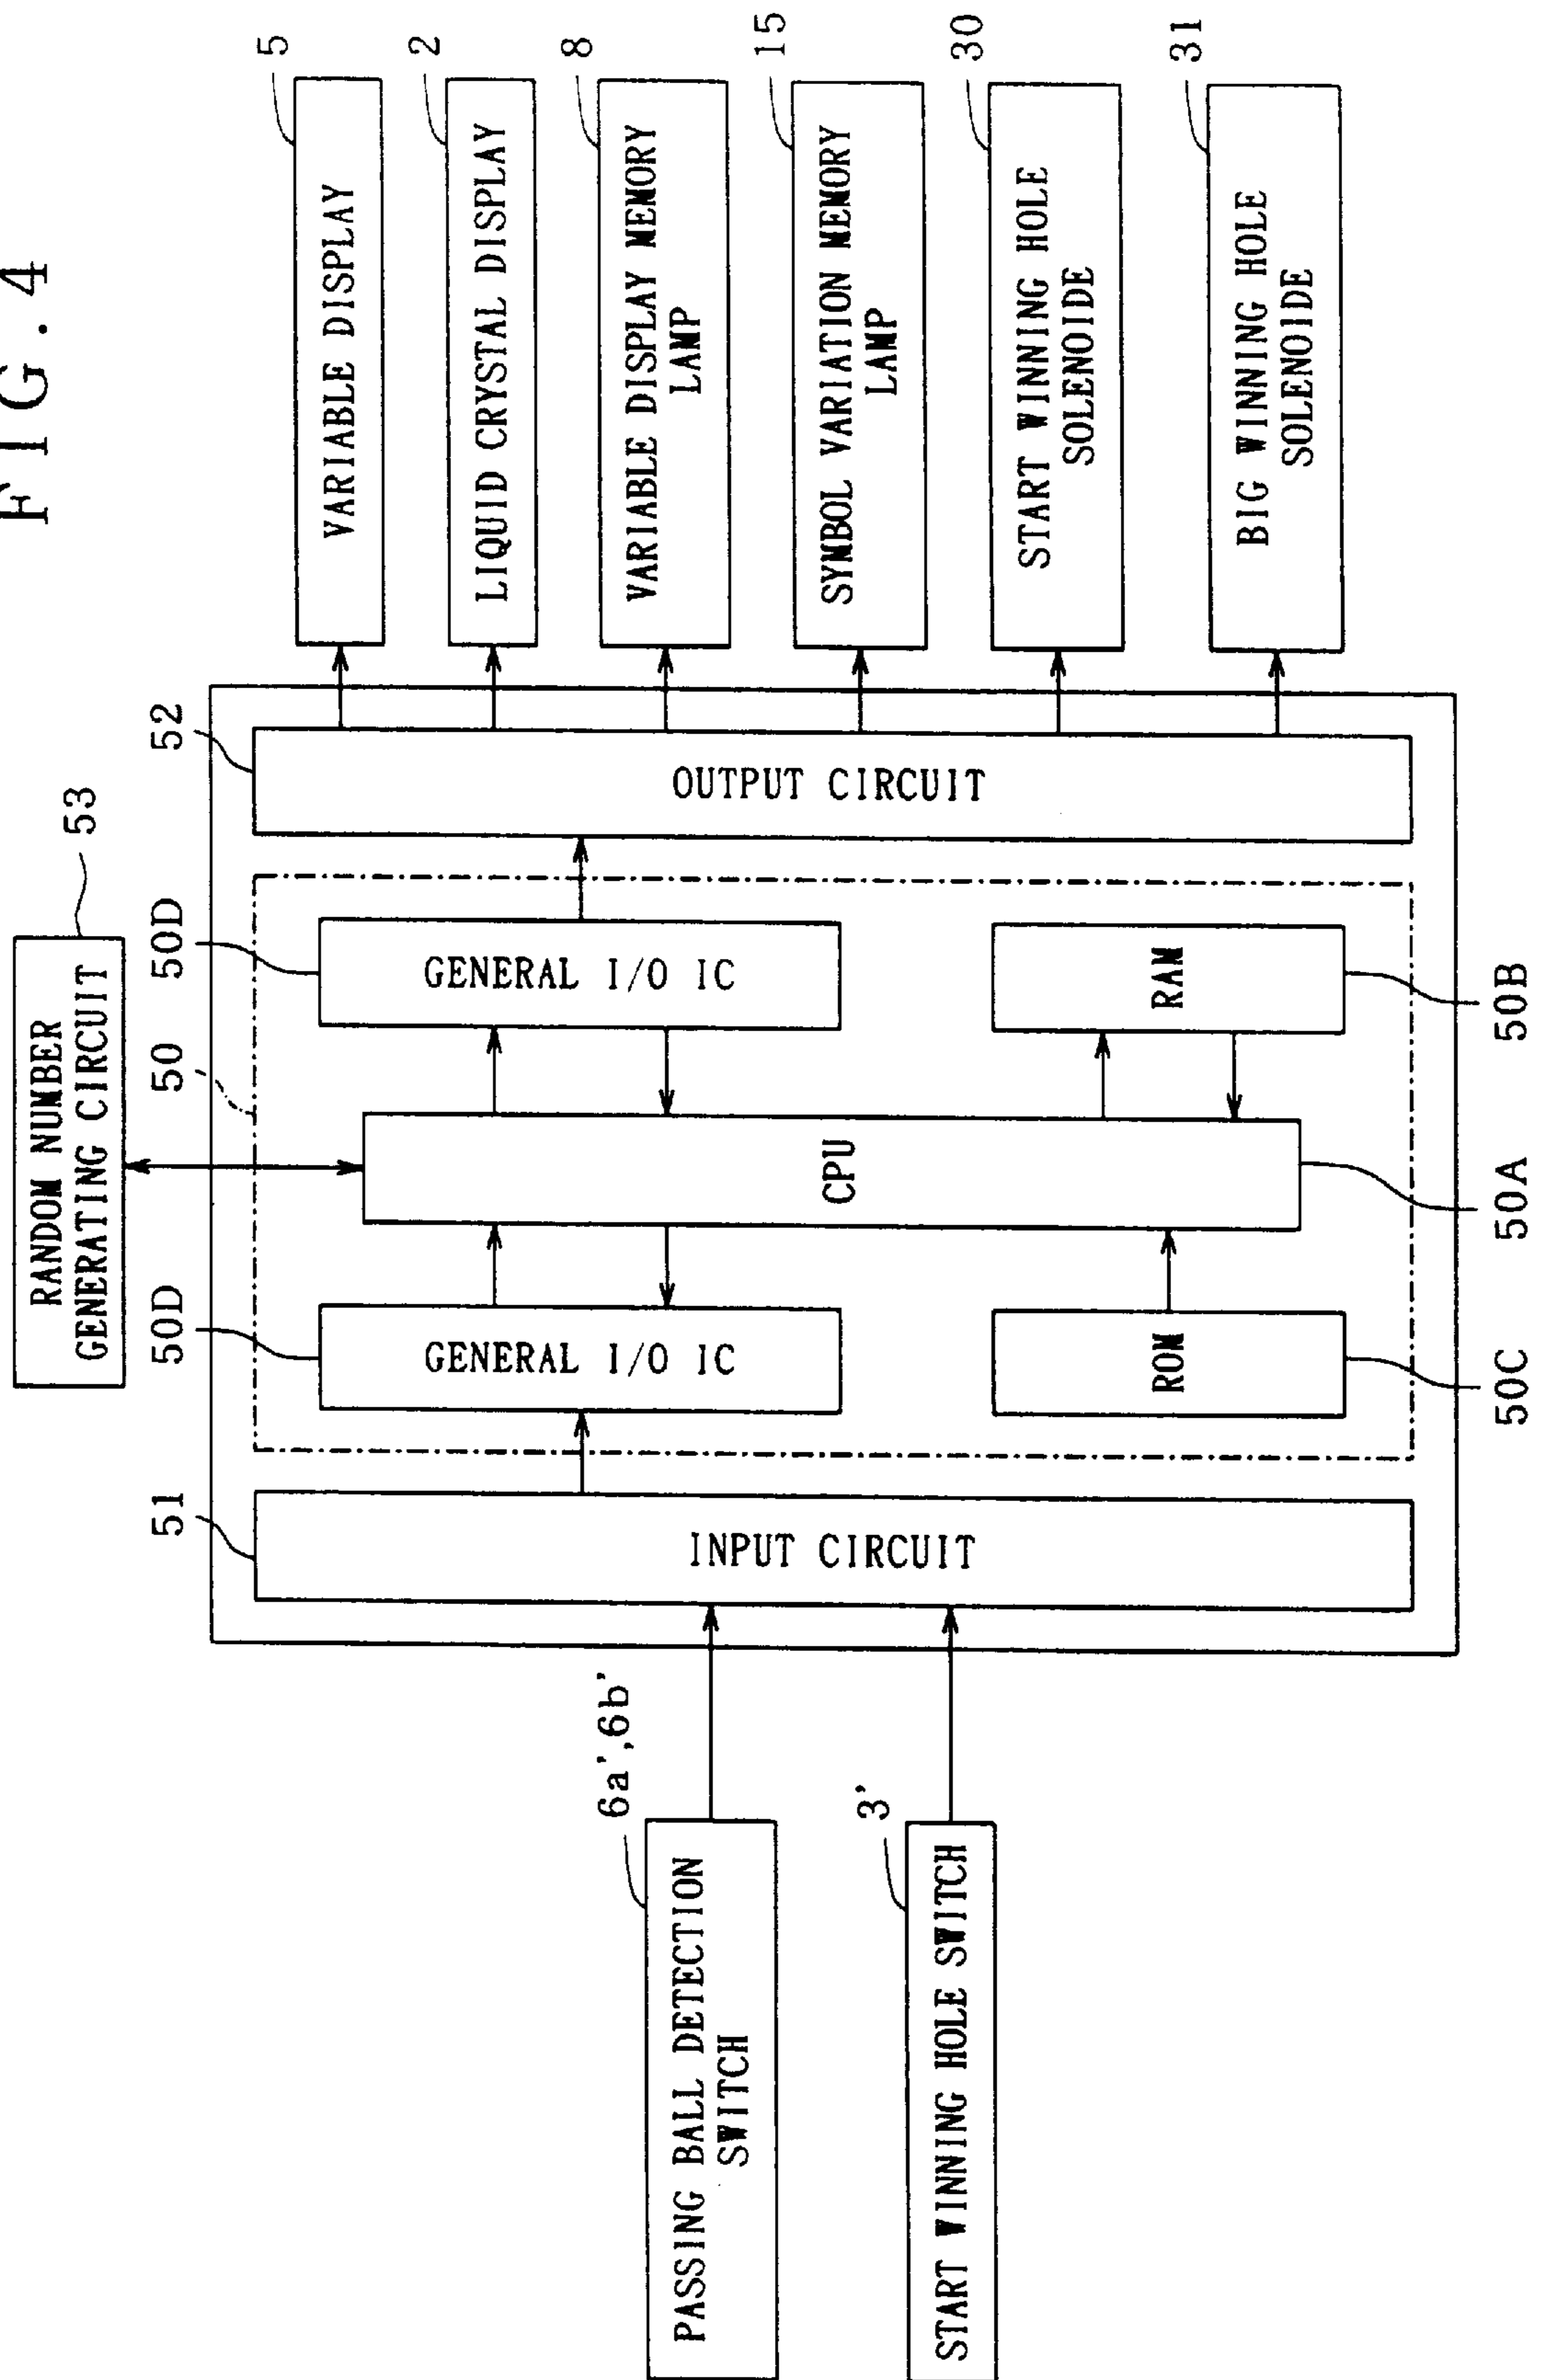 FIG.4
RANDOM NUMBER
GENERATING CIRCUIT
53
51
50D
50
50D
52
PASSING BALL DETECTION
SWITCH
6a',6b'
START WINNING HOLE SWITCH
3'
INPUT CIRCUIT
GENERAL I/O IC
CPU
GENERAL I/O IC
ROM
RAM
OUTPUT CIRCUIT
50C
50A
50B
VARIABLE DISPLAY
5
LIQUID CRYSTAL DISPLAY
2
VARIABLE DISPLAY MEMORY
LAMP
8
SYMBOL VARIATION MEMORY
LAMP
15
START WINNING HOLE
SOLENOIDE
30
BIG WINNING HOLE
SOLENOIDE
31